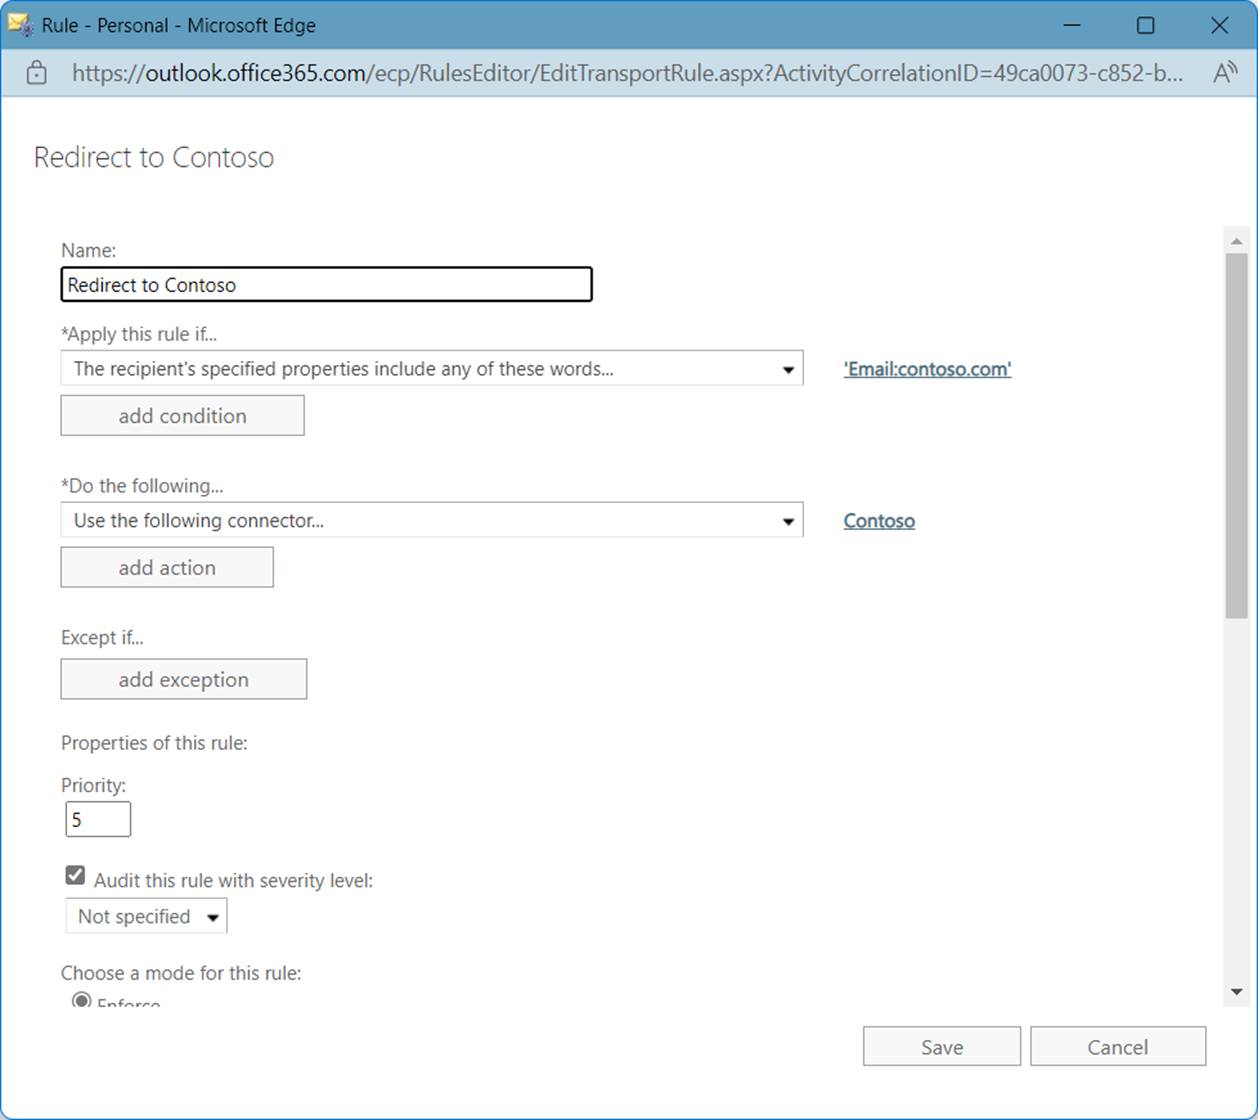 Rule - Personal - Microsoft Edge
https://outlook.office365.com/ecp/RulesEditor/EditTransportRule.aspx?ActivityCorrelationID=49ca0073-c852-b...
Redirect to Contoso
Name:
Redirect to Contoso
*Apply this rule if...
The recipient's specified properties include any of these words...
'Email:contoso.com'
add condition
*Do the following...
Use the following connector...
Contoso
add action
Except if...
add exception
Properties of this rule:
Priority:
5
Audit this rule with severity level:
Not specified
Choose a mode for this rule:
Enforce
Save
Cancel